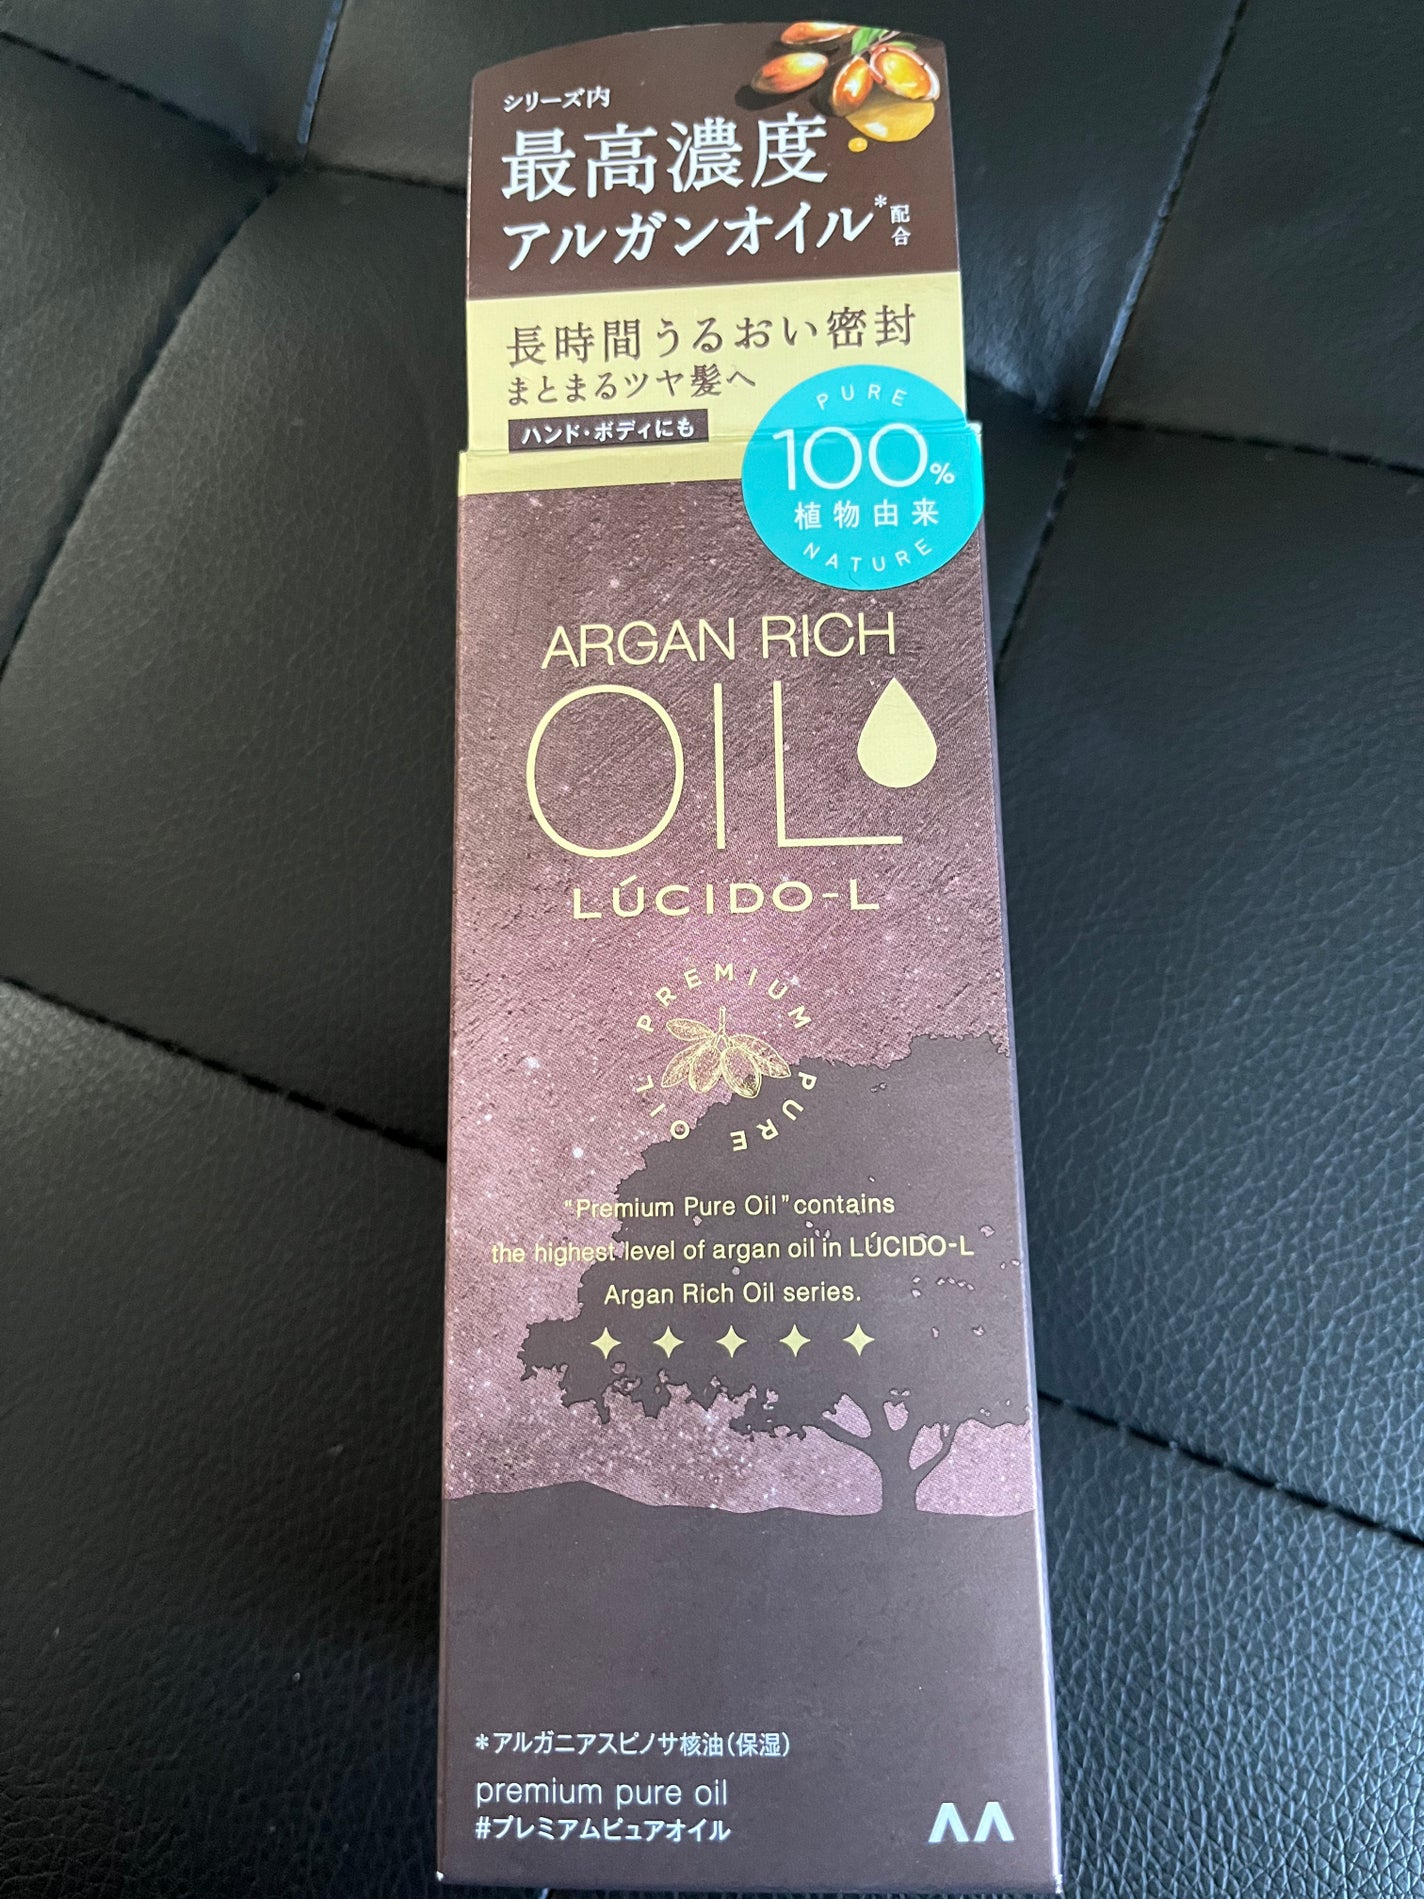 シリーズ内
最高濃度
アルガンオイル*配合
長時間うるおい密封
まとまるツヤ髪へ
ハンド・ボディにも
PURE
100%
植物由来
NATURE
ARGAN RICH
OIL
LÚCIDO-L
PREMIUM PURE OIL
"Premium Pure Oil" contains
the highest level of argan oil in LÚCIDO-L
Argan Rich Oil series.
*アルガニアスピノサ核油(保湿)
premium pure oil
#プレミアムピュアオイル